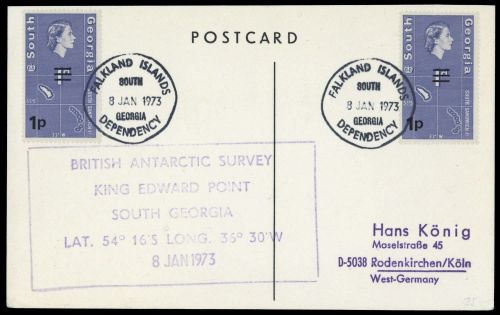 South
Georgia
1p
POSTCARD
South
Georgia
1p
FALKLAND ISLANDS
SOUTH
8 JAN 1973
GEORGIA
DEPENDENCY
FALKLAND ISLANDS
SOUTH
8 JAN 1973
GEORGIA
DEPENDENCY
BRITISH ANTARCTIC SURVEY
KING EDWARD POINT
SOUTH GEORGIA
LAT. 54° 16'S LONG. 36° 30'W
8 JAN 1973
Hans König
Moselstraße 45
D-5038 Rodenkirchen/Köln
West-Germany